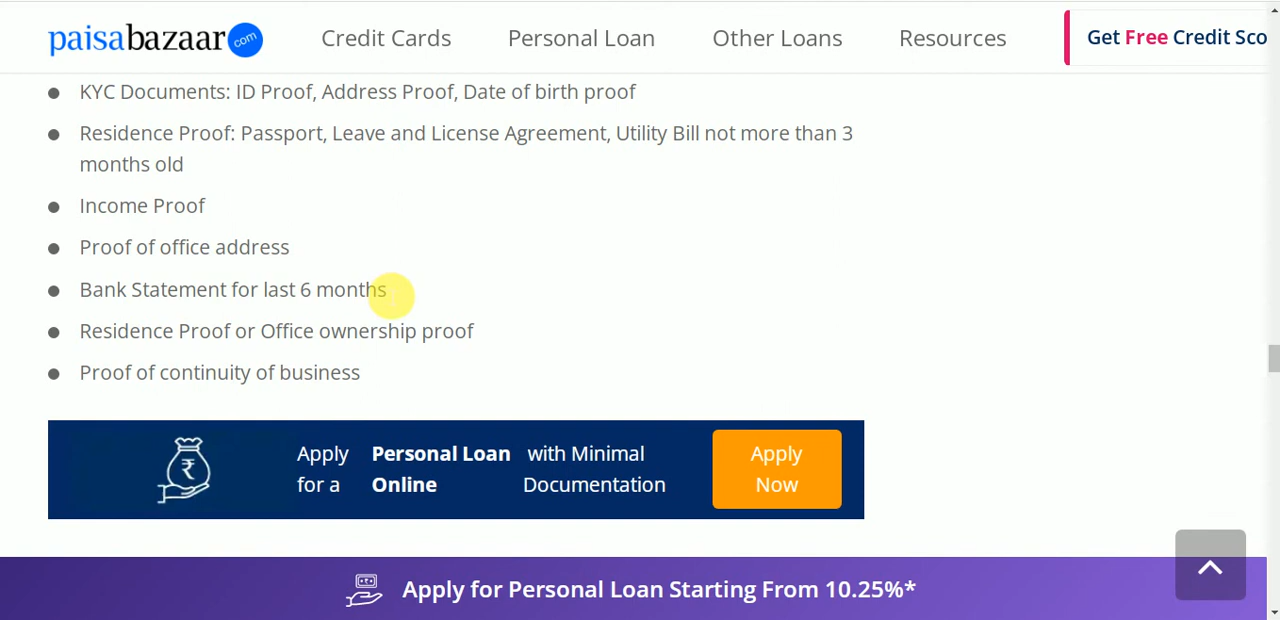 paisabazaar com Credit Cards Personal Loan Other Loans Resources Get Free Credit Sco
KYC Documents: ID Proof, Address Proof, Date of birth proof
Residence Proof: Passport, Leave and License Agreement, Utility Bill not more than 3
months old
Income Proof
Proof of office address
Bank Statement for last 6 months
Residence Proof or Office ownership proof
Proof of continuity of business
Apply Personal Loan with Minimal
for a Online Documentation
Apply
Now
Apply for Personal Loan Starting From 10.25%*